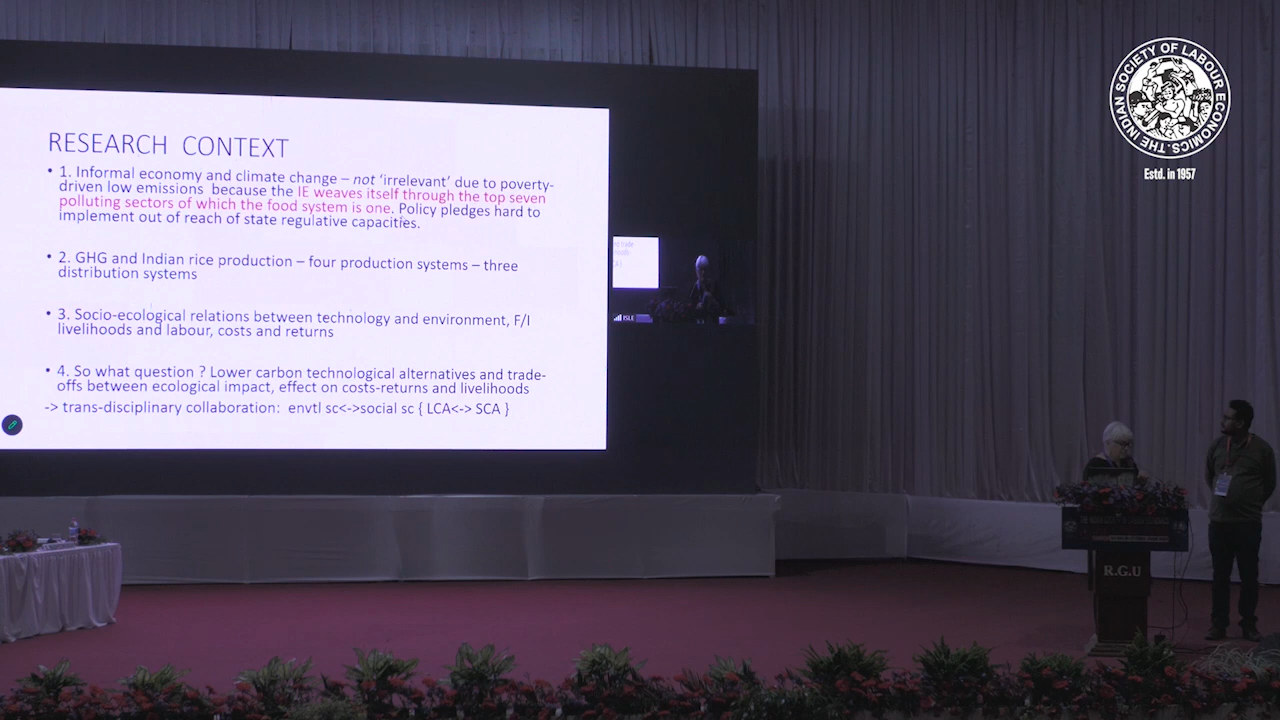 RESEARCH CONTEXT
• 1. Informal economy and climate change – not ‘irrelevant’ due to poverty-
driven low emissions because the IE weaves itself through the top seven
polluting sectors of which the food system is one. Policy pledges hard to
implement out of reach of state regulative capacities.
• 2. GHG and Indian rice production – four production systems – three
distribution systems
• 3. Socio-ecological relations between technology and environment, F/I
livelihoods and labour, costs and returns
• 4. So what question ? Lower carbon technological alternatives and trade-
offs between ecological impact, effect on costs-returns and livelihoods
-> trans-disciplinary collaboration: envtl sc<->social sc { LCA<-> SCA }
ISLE
THE INDIAN SOCIETY OF LABOUR ECONOMICS.
Estd. in 1957
R.G.U